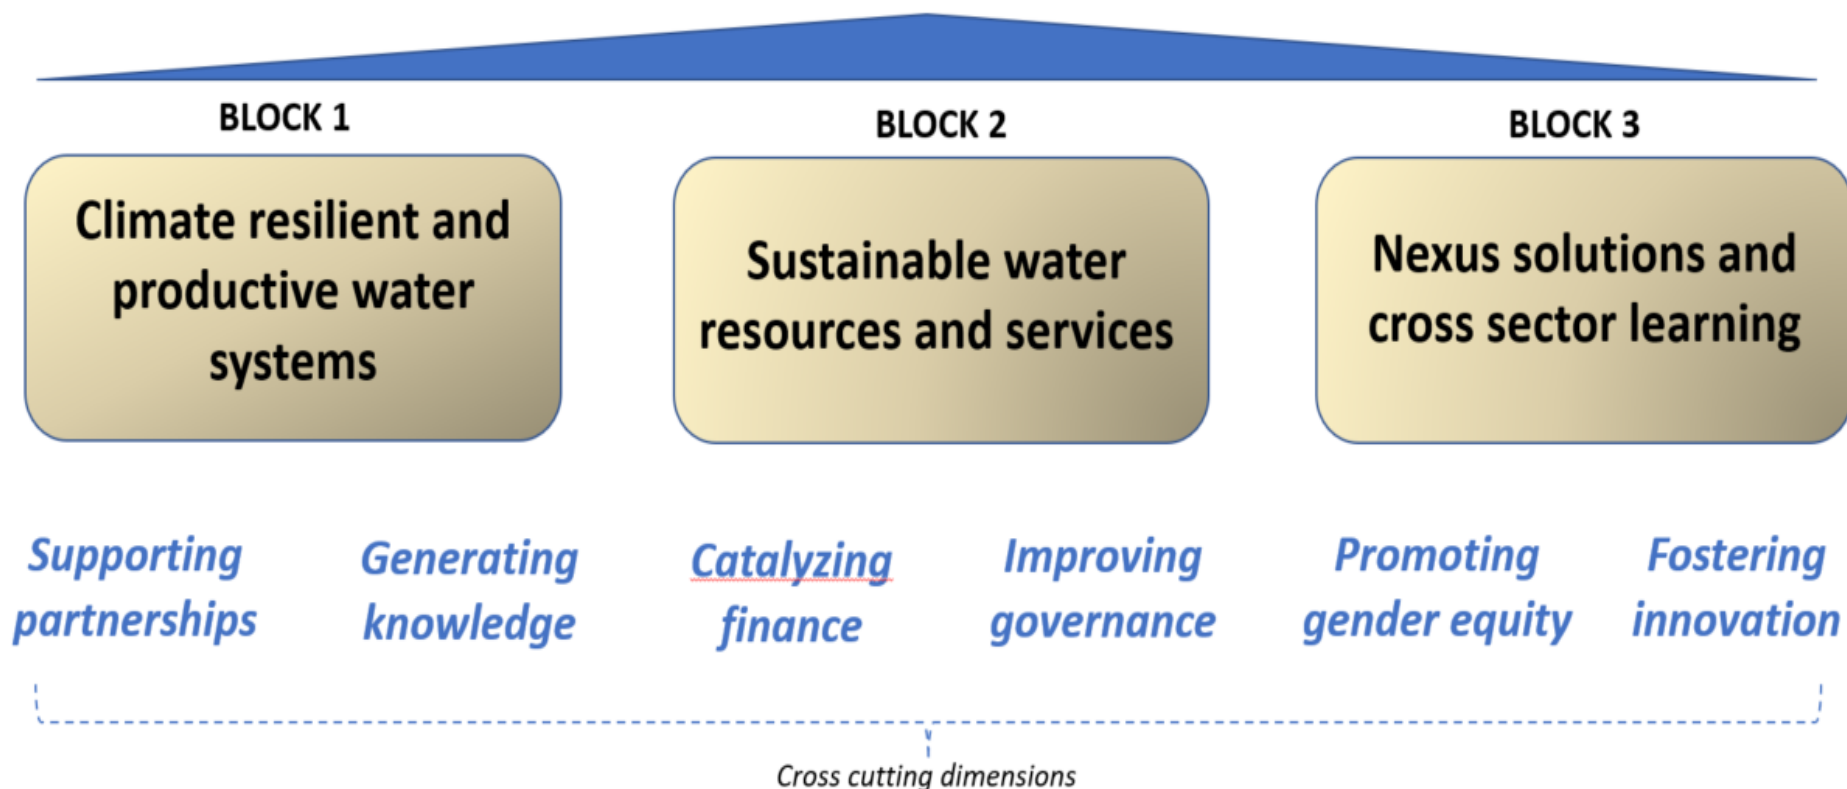 BLOCK 1
Climate resilient and
productive water
systems
BLOCK 2
Sustainable water
resources and services
BLOCK 3
Nexus solutions and
cross sector learning
Supporting
partnerships
Generating
knowledge
Catalyzing
finance
Improving
governance
Promoting
gender equity
Fostering
innovation
Cross cutting dimensions